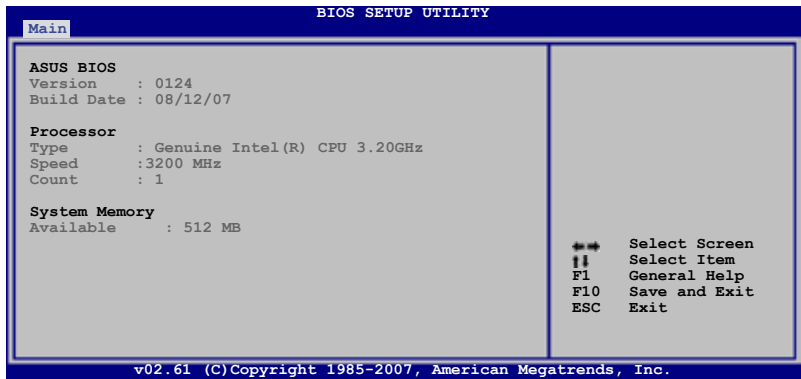 BIOS SETUP UTILITY
Main
ASUS BIOS
Version : 0124
Build Date : 08/12/07
Processor
Type : Genuine Intel(R) CPU 3.20GHz
Speed :3200 MHz
Count : 1
System Memory
Available : 512 MB
←→ Select Screen
↑↓ Select Item
F1 General Help
F10 Save and Exit
ESC Exit
v02.61 (C)Copyright 1985-2007, American Megatrends, Inc.